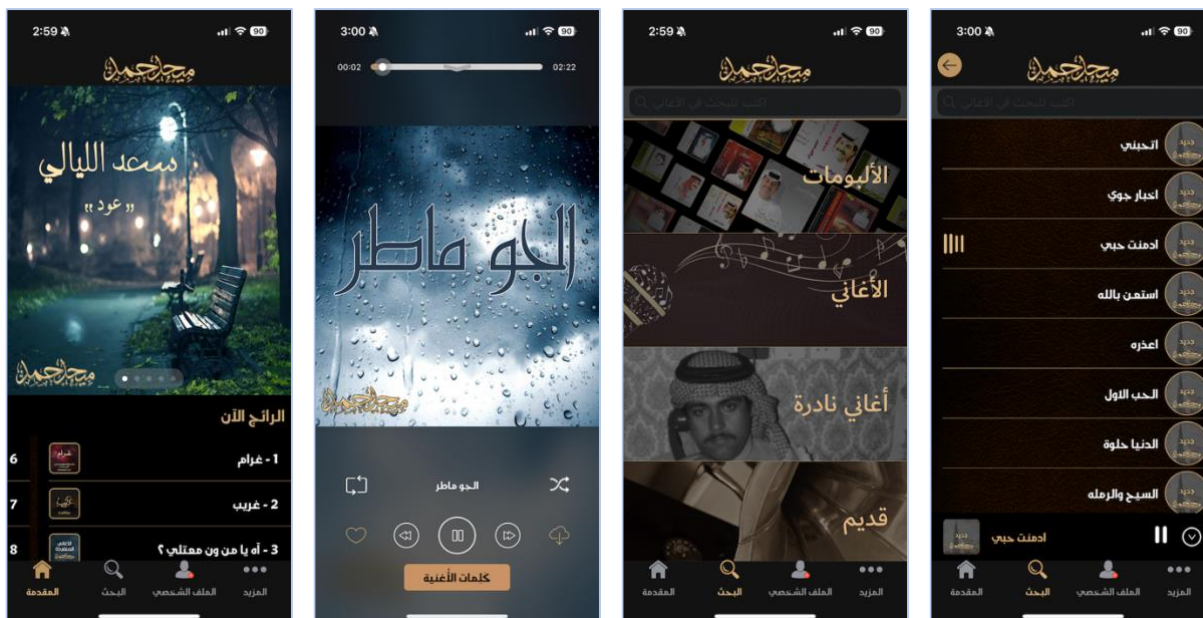 2:59
90
سعد الليالي
"عود"
الرائج الآن
1 - غرام
6
2 - غريب
7
3 - آه يا من ون معتلي ؟
8
المقدمة
البحث
الملف الشخصي
المزيد
3:00
90
00:02
02:22
الجو ماطر
الجو ماطر
كلمات الأغنية
2:59
90
اكتب للبحث في الأغاني
الألبومات
الأغاني
أغاني نادرة
قديم
المقدمة
البحث
الملف الشخصي
المزيد
3:00
90
اكتب للبحث في الأغاني
اتحبني
اخبار جوي
ادمنت حبي
استعن بالله
اعذره
الحب الاول
الدنيا حلوة
السيح والرمله
ادمنت حبي
المقدمة
البحث
الملف الشخصي
المزيد